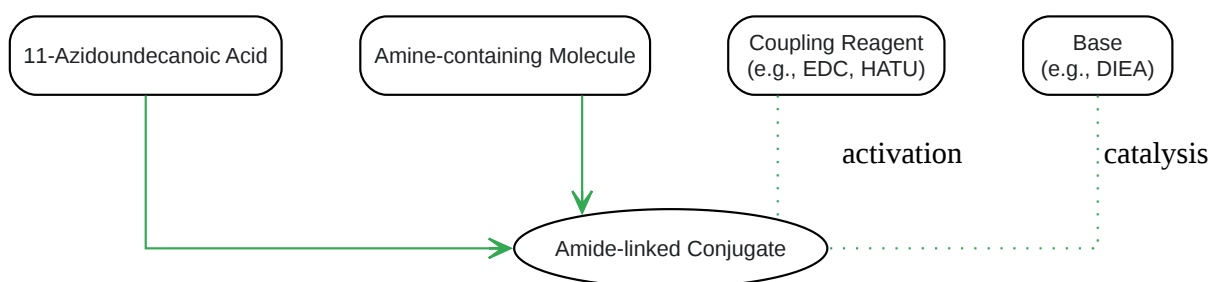 11-Azidoundecanoic Acid
Amine-containing Molecule
Coupling Reagent
(e.g., EDC, HATU)
Base
(e.g., DIEA)
activation
catalysis
Amide-linked Conjugate